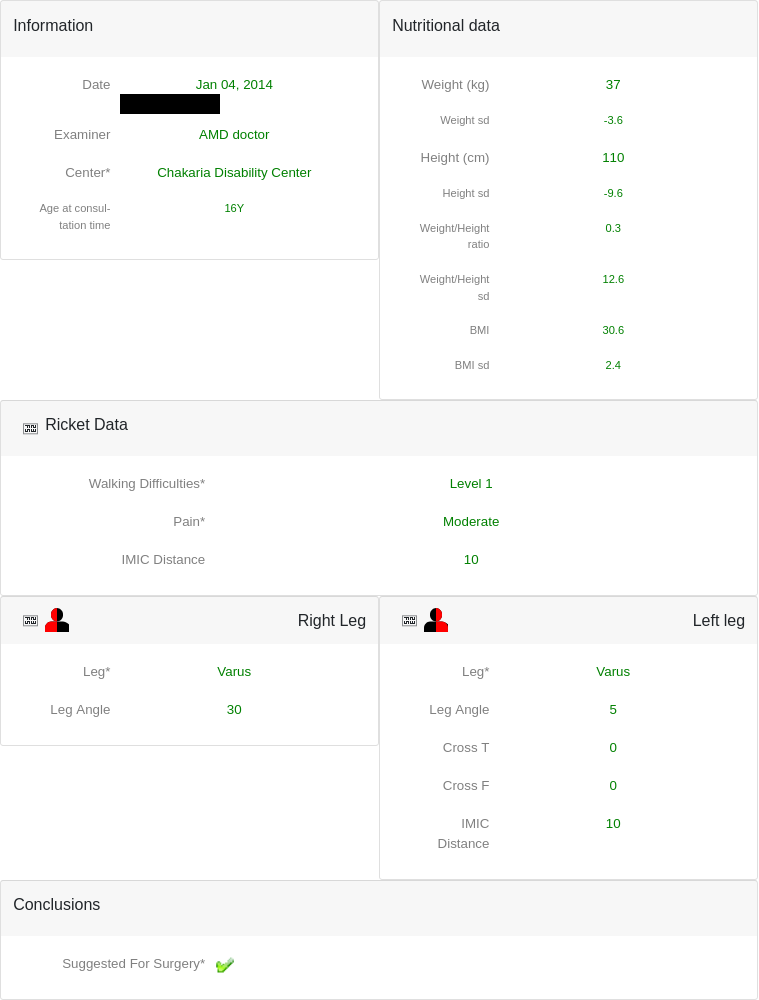 Information
Date Jan 04, 2014
Examiner AMD doctor
Center* Chakaria Disability Center
Age at consul-
tation time 16Y
Nutritional data
Weight (kg) 37
Weight sd -3.6
Height (cm) 110
Height sd -9.6
Weight/Height
ratio 0.3
Weight/Height
sd 12.6
BMI 30.6
BMI sd 2.4
Ricket Data
Walking Difficulties* Level 1
Pain* Moderate
IMIC Distance 10
Right Leg
Leg* Varus
Leg Angle 30
Left leg
Leg* Varus
Leg Angle 5
Cross T 0
Cross F 0
IMIC
Distance 10
Conclusions
Suggested For Surgery*